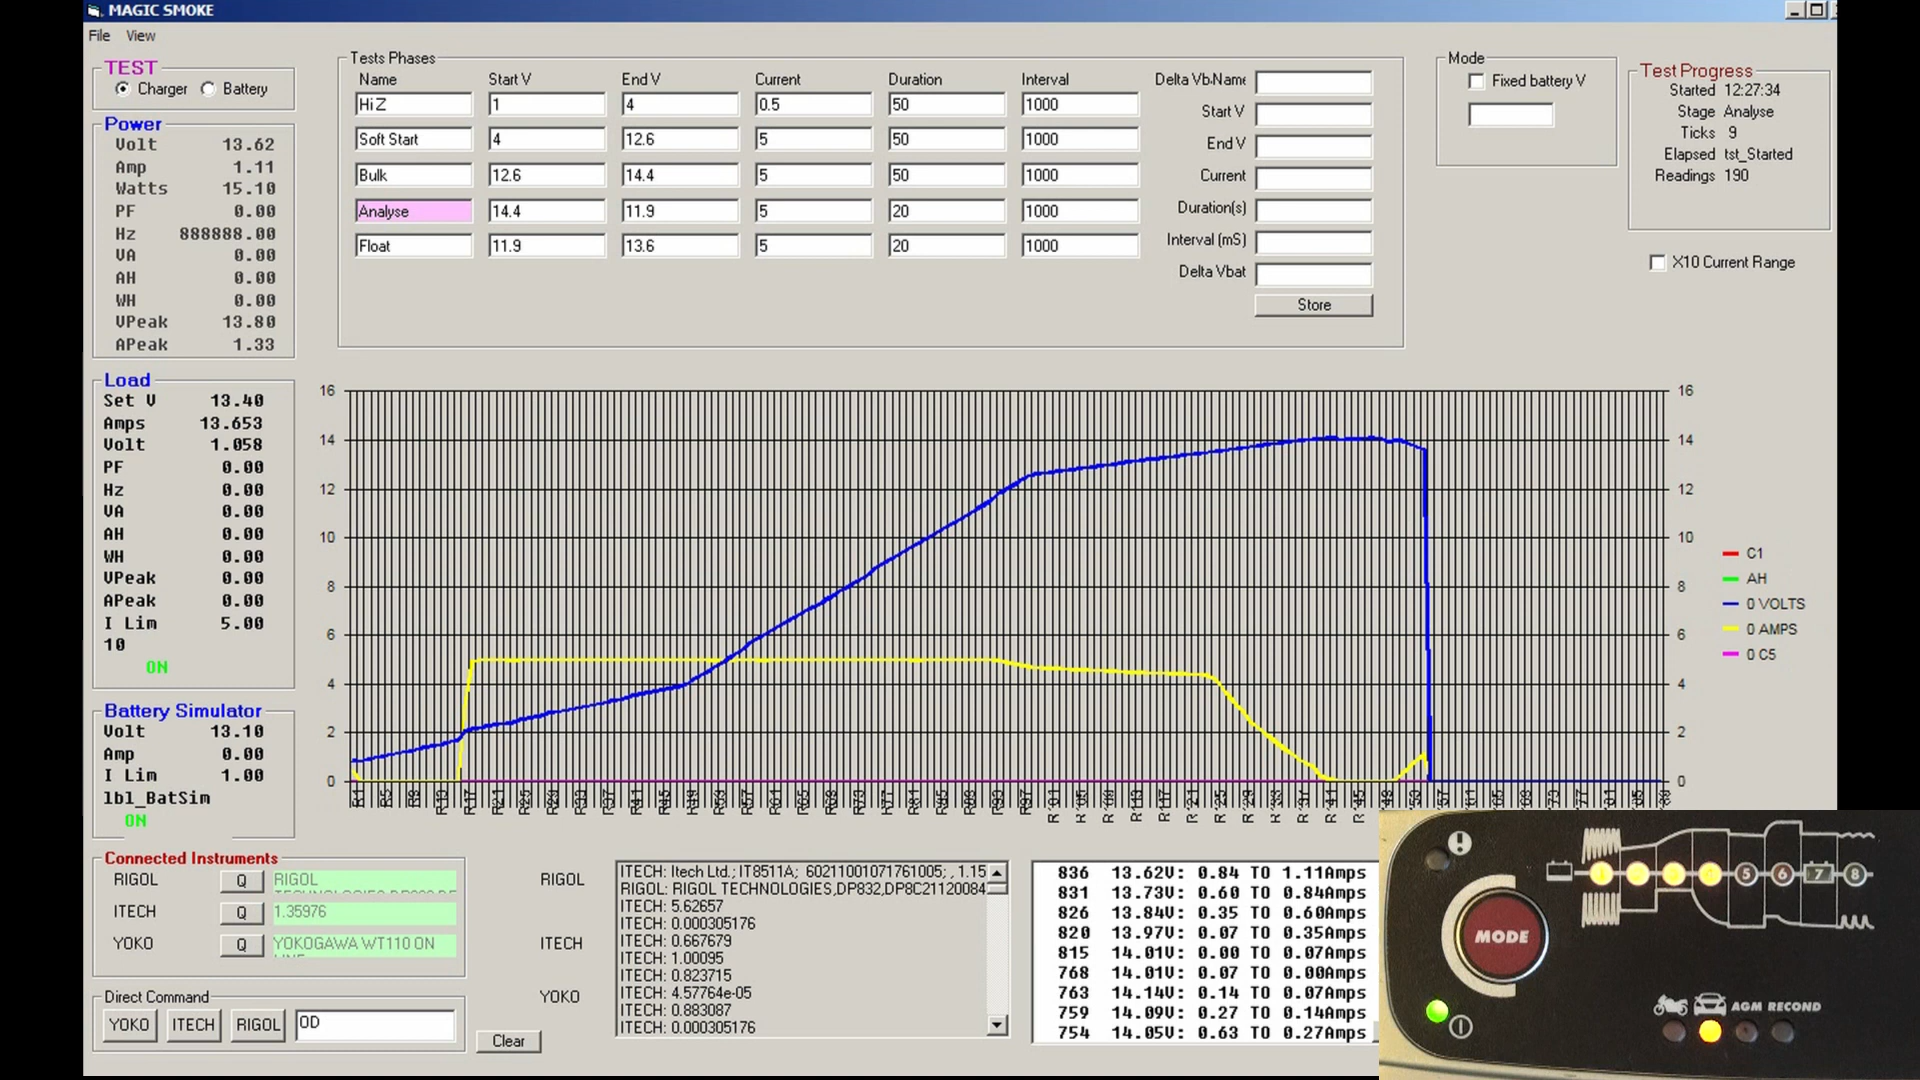 MAGIC SMOKE
File View
TEST
Charger Battery
Power
Volt 13.62
Amp 1.11
Watts 15.10
PF 0.00
Hz 888888.00
VA 0.00
AH 0.00
WH 0.00
VPeak 13.80
APeak 1.33
Load
Set V 13.40
Amps 13.653
Volt 1.058
PF 0.00
Hz 0.00
VA 0.00
AH 0.00
WH 0.00
VPeak 0.00
APeak 0.00
I Lim 5.00
10
ON
Battery Simulator
Volt 13.10
Amp 0.00
I Lim 1.00
lbl_BatSim
ON
Connected Instruments
RIGOL Q RIGOL
ITECH Q 1.35976
YOKO Q YOKOGAWA WT110 ON
Direct Command
YOKO ITECH RIGOL OD
Clear
Tests Phases
Name Start V End V Current Duration Interval
Hi Z 1 4 0.5 50 1000
Soft Start 4 12.6 5 50 1000
Bulk 12.6 14.4 5 50 1000
Analyse 14.4 11.9 5 20 1000
Float 11.9 13.6 5 20 1000
Delta Vb Name
Start V
End V
Current
Duration(s)
Interval (mS)
Delta Vbat
Store
Mode
Fixed battery V
Test Progress
Started 12:27:34
Stage Analyse
Ticks 9
Elapsed tst_Started
Readings 190
X10 Current Range
16 16
14 14
12 12
10 10
8 8
6 6
4 4
2 2
0 0
C1
AH
0 VOLTS
0 AMPS
0 C5
RIGOL
ITECH
YOKO
ITECH: Itech Ltd.; IT8511A; 60211001071761005; , 1.15
RIGOL: RIGOL TECHNOLOGIES,DP832,DP8C21120084
ITECH: 5.62657
ITECH: 0.000305176
ITECH: 0.667679
ITECH: 1.00095
ITECH: 0.823715
ITECH: 4.57764e-05
ITECH: 0.883087
ITECH: 0.000305176
836 13.62V: 0.84 TO 1.11Amps
831 13.73V: 0.60 TO 0.84Amps
826 13.84V: 0.35 TO 0.60Amps
820 13.97V: 0.07 TO 0.35Amps
815 14.01V: 0.00 TO 0.07Amps
768 14.01V: 0.07 TO 0.00Amps
763 14.14V: 0.14 TO 0.07Amps
759 14.09V: 0.27 TO 0.14Amps
754 14.05V: 0.63 TO 0.27Amps
5 6 7 8
MODE
AGM RECOND